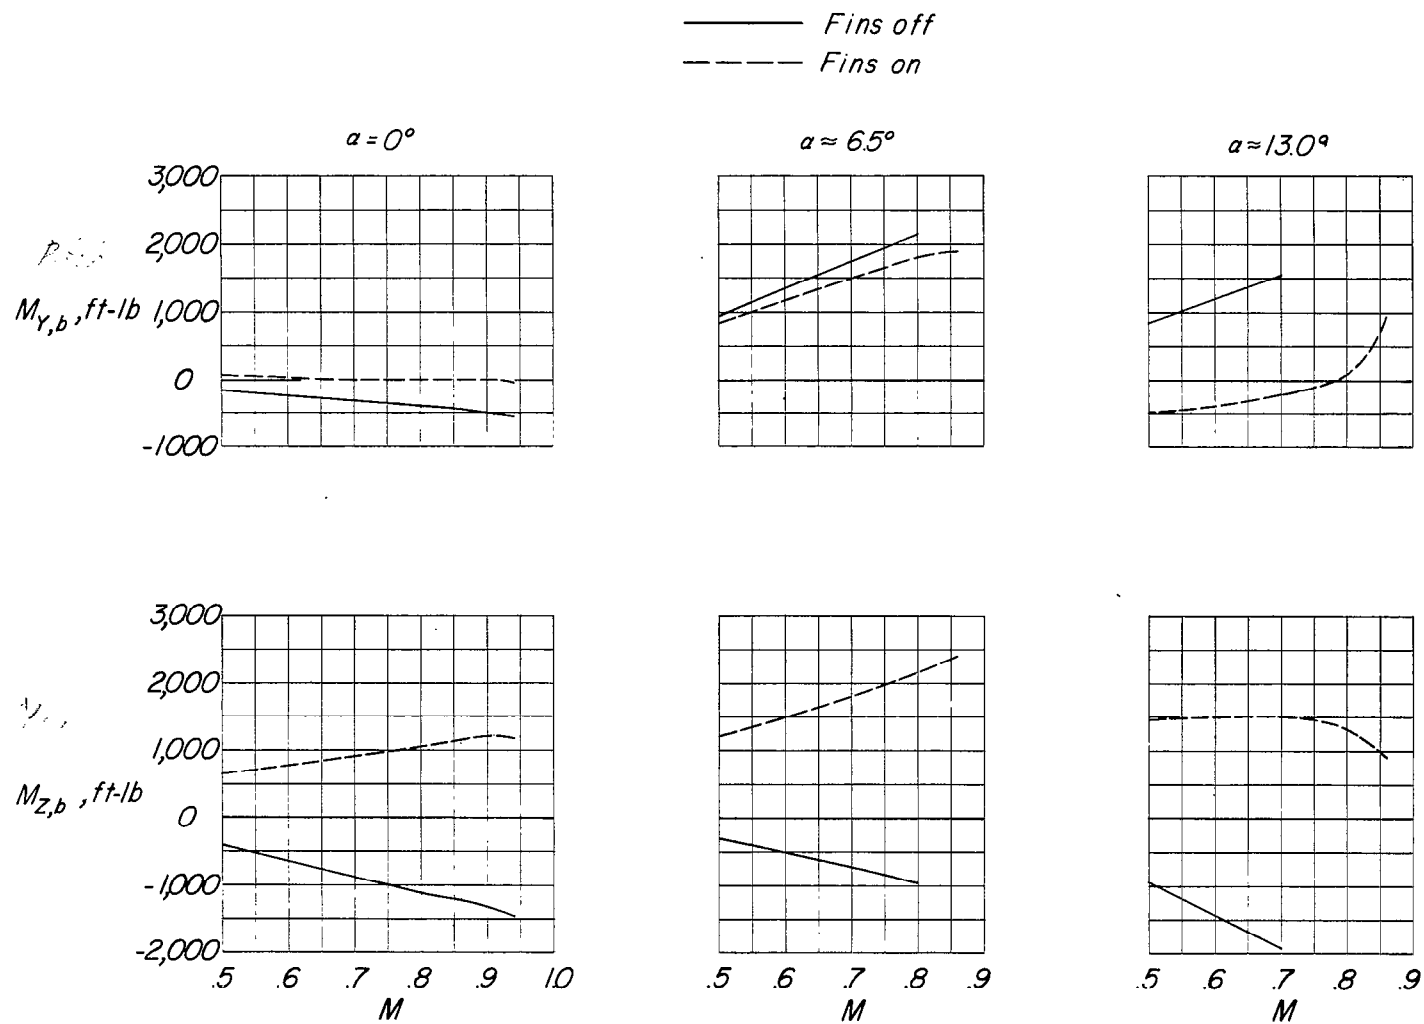 Fins off
Fins on
a = 0°
a ≈ 6.5°
a ≈ 13.0°
3,000
2,000
M_Y,b, ft-lb
1,000
0
-1000
3,000
2,000
1,000
M_Z,b, ft-lb
0
-1,000
-2,000
.5 .6 .7 .8 .9 1.0
.5 .6 .7 .8 .9
.5 .6 .7 .8 .9
M
M
M